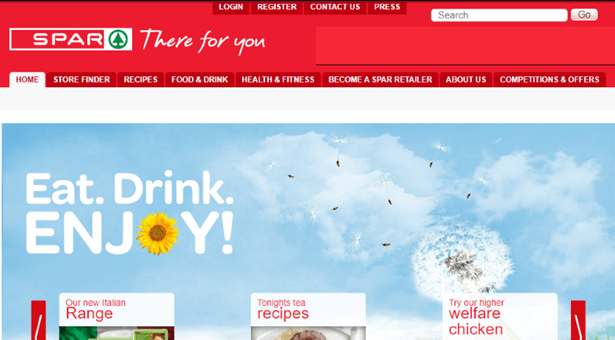 LOGIN REGISTER CONTACT US PRESS
Search Go
SPAR There for you
HOME STORE FINDER RECIPES FOOD & DRINK HEALTH & FITNESS BECOME A SPAR RETAILER ABOUT US COMPETITIONS & OFFERS
Eat. Drink.
ENJOY!
Our new Italian
Range
Tonights tea
recipes
Try our higher
welfare
chicken